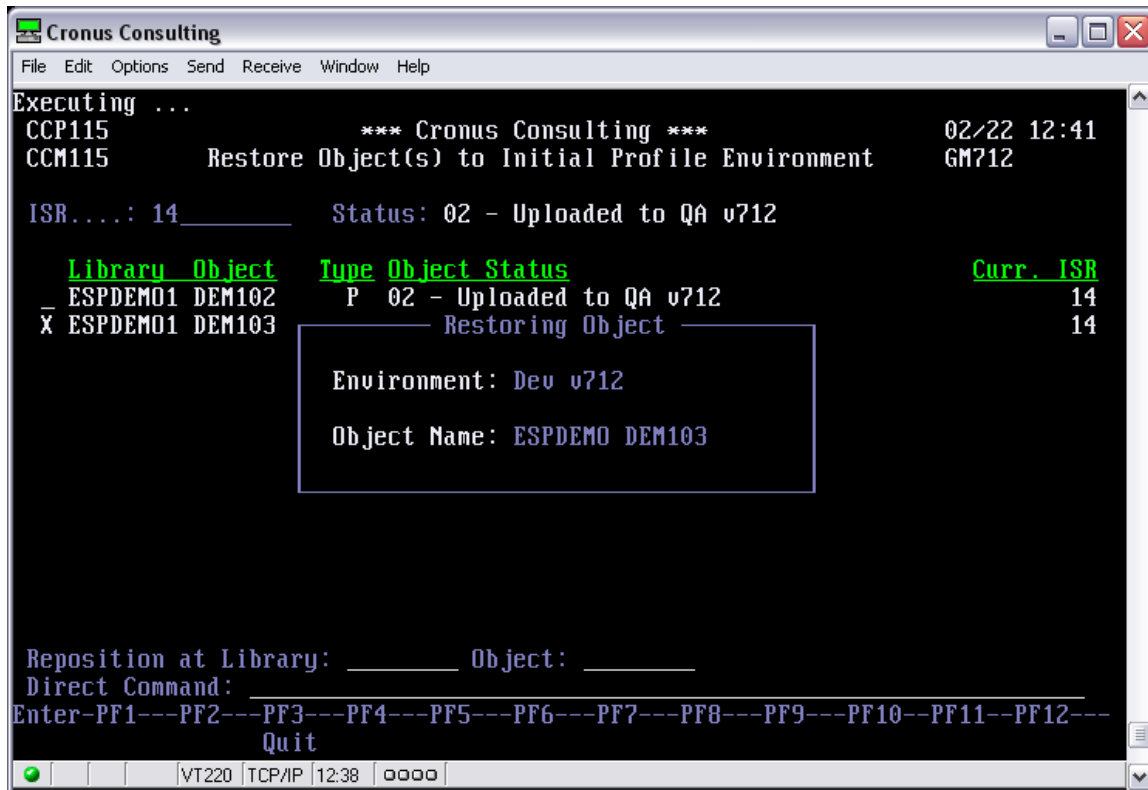 Cronus Consulting
File Edit Options Send Receive Window Help
Executing ...
CCP115 *** Cronus Consulting *** 02/22 12:41
CCM115 Restore Object(s) to Initial Profile Environment GM712
ISR....: 14________ Status: 02 - Uploaded to QA v712
Library Object Type Object Status Curr. ISR
_ ESPDEMO1 DEM102 P 02 - Uploaded to QA v712 14
X ESPDEMO1 DEM103 Restoring Object 14
Environment: Dev v712
Object Name: ESPDEMO DEM103
Reposition at Library: ________ Object: ________
Direct Command: ____________________________________________________________
Enter-PF1---PF2---PF3---PF4---PF5---PF6---PF7---PF8---PF9---PF10--PF11--PF12---
Quit
VT220 TCP/IP 12:38